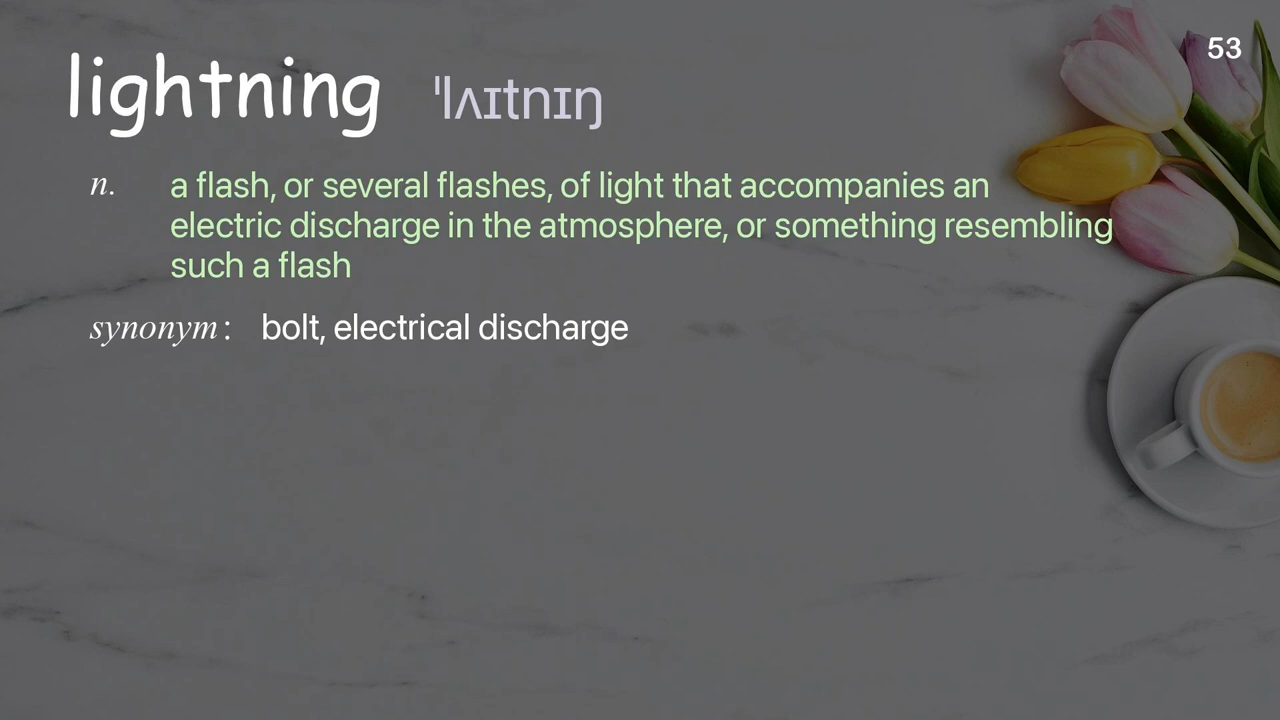 53
lightning ˈlʌɪtnɪŋ
n. a flash, or several flashes, of light that accompanies an
electric discharge in the atmosphere, or something resembling
such a flash
synonym: bolt, electrical discharge